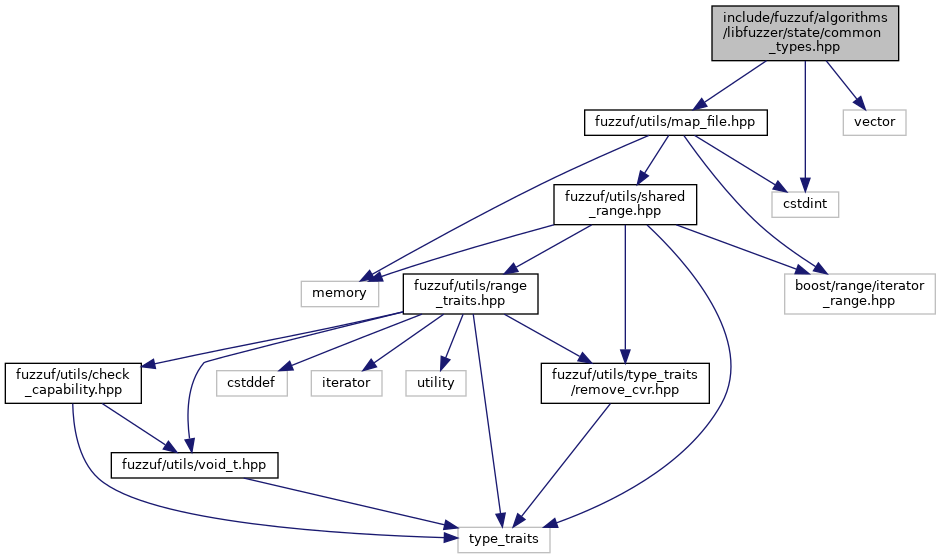 include/fuzzuf/algorithms
/libfuzzer/state/common
_types.hpp
fuzzuf/utils/map_file.hpp
vector
fuzzuf/utils/shared
_range.hpp
cstdint
memory
fuzzuf/utils/range
_traits.hpp
boost/range/iterator
_range.hpp
fuzzuf/utils/check
_capability.hpp
cstddef
iterator
utility
fuzzuf/utils/type_traits
/remove_cvr.hpp
fuzzuf/utils/void_t.hpp
type_traits